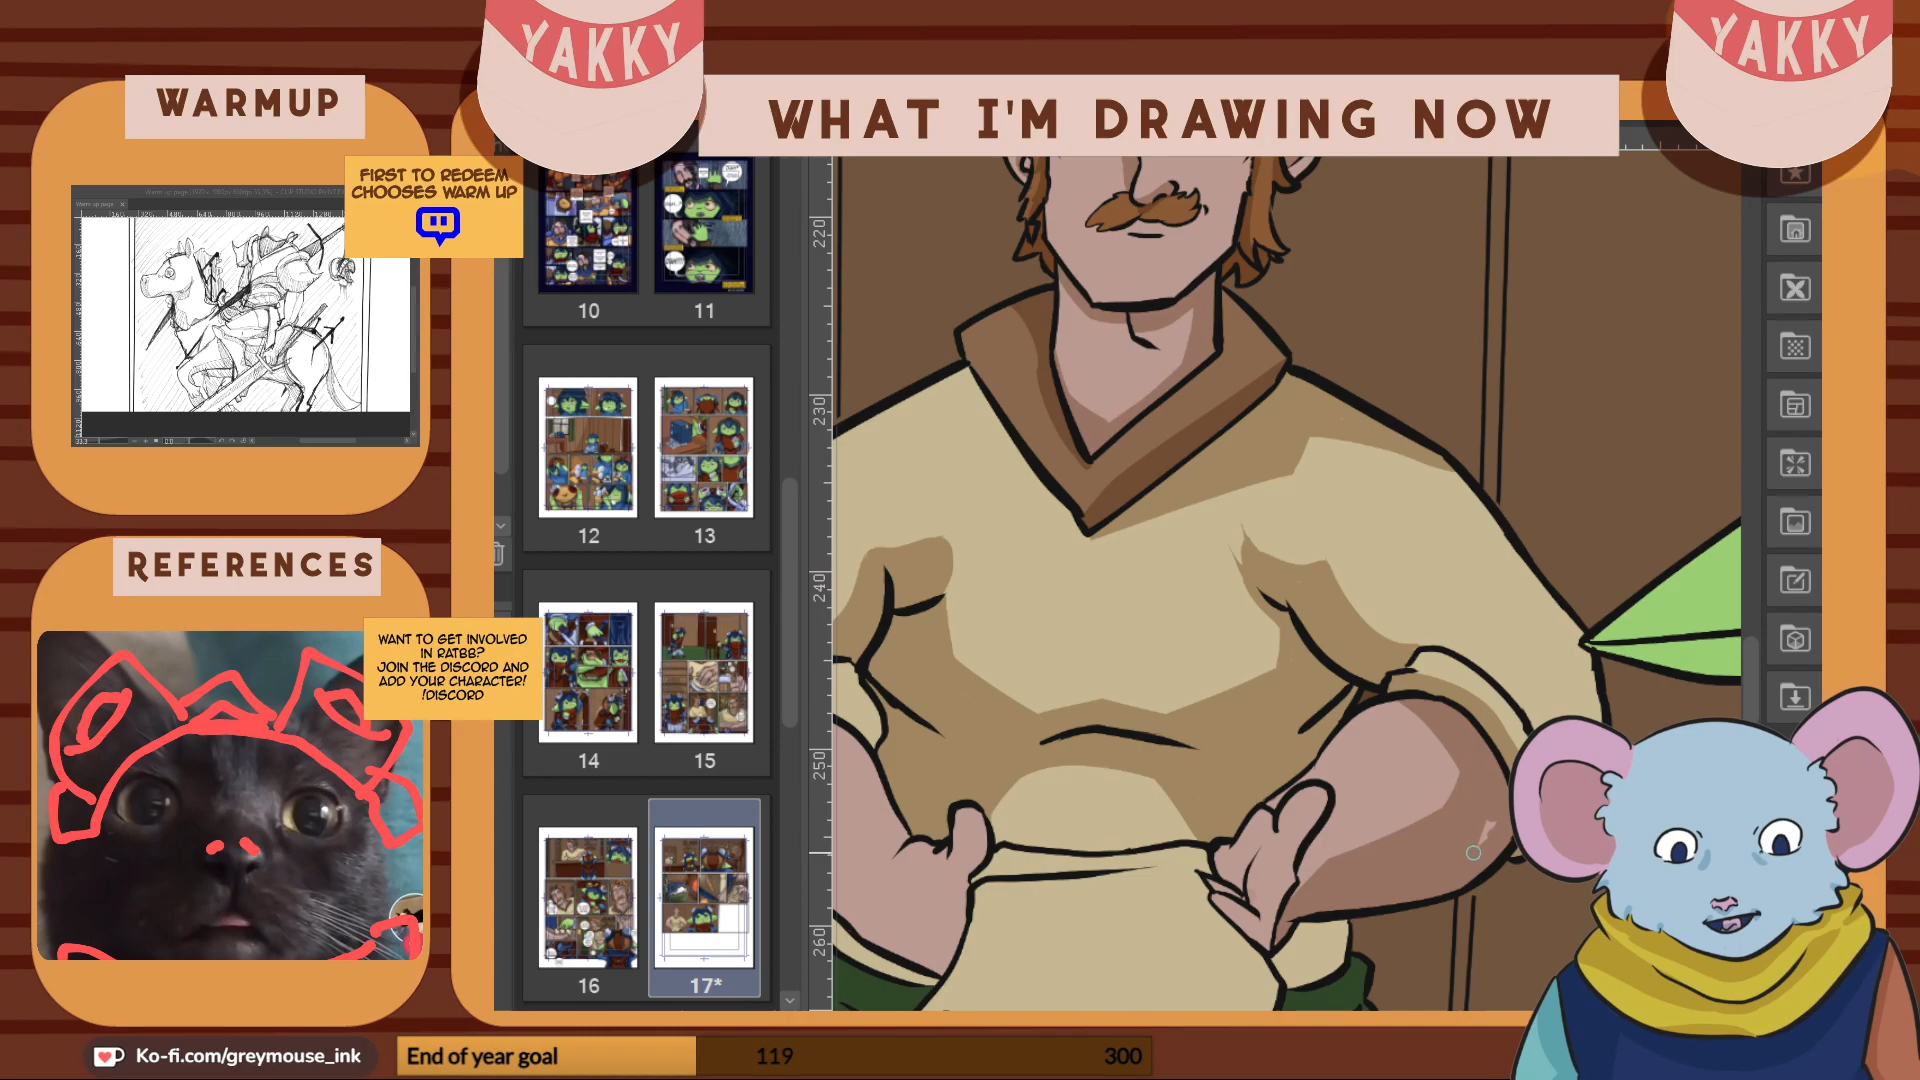 YAKKY
YAKKY
WARMUP
WHAT I'M DRAWING NOW
FIRST TO REDEEM
CHOOSES WARM UP
10
11
220
230
240
250
260
12
13
REFERENCES
WANT TO GET INVOLVED
IN RAT88?
JOIN THE DISCORD AND
ADD YOUR CHARACTER!
!DISCORD
14
15
16
17*
Ko-fi.com/greymouse_ink
End of year goal
119
300